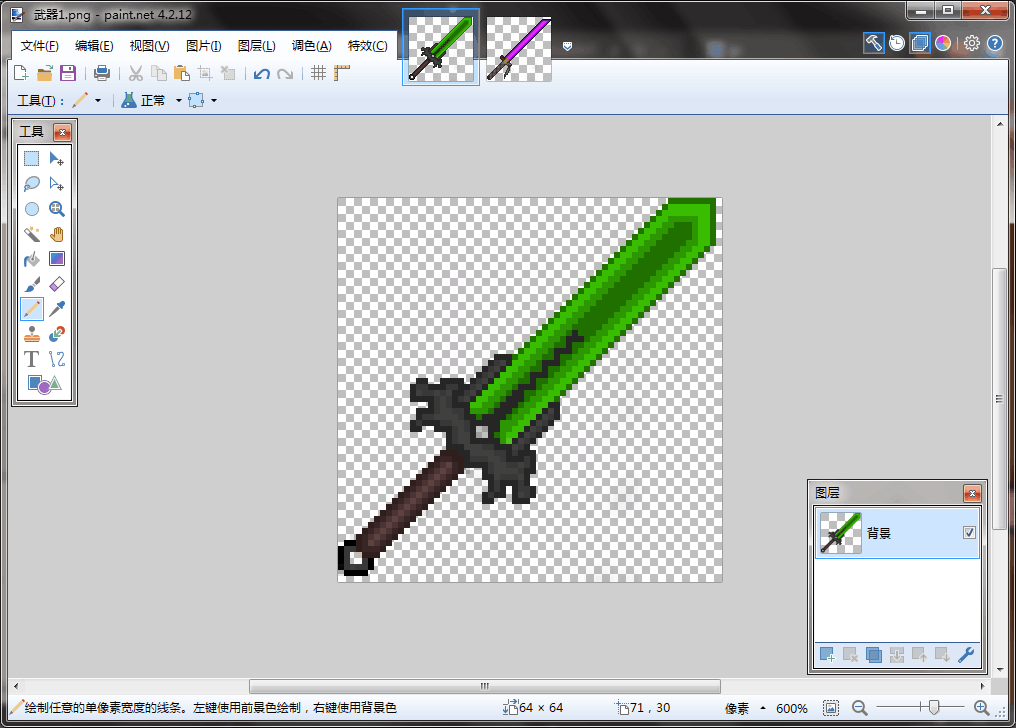 武器1.png - paint.net 4.2.12
文件(F) 编辑(E) 视图(V) 图片(I) 图层(L) 调色(A) 特效(C)
工具(T): 正常
工具
图层
背景
绘制任意的单像素宽度的线条。左键使用前景色绘制，右键使用背景色 64 × 64 71, 30 像素 600%